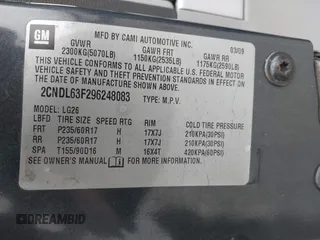 GM
MFD BY CAMI AUTOMOTIVE INC. 03/09
GVWR GAWR FRT GAWR RR
2300KG(5070LB) 1150KG(2535LB) 1175KG(2590LB)
THIS VEHICLE CONFORMS TO ALL APPLICABLE U.S. FEDERAL MOTOR
VEHICLE SAFETY AND THEFT PREVENTION STANDARDS IN EFFECT ON
THE DATE OF MANUFACTURE SHOWN ABOVE.
2CNDL63F296248083 TYPE: M.P.V.
MODEL: LG26
LBFD TIRE SIZE SPEED RTG RIM COLD TIRE PRESSURE
FRT P235/60R17 H 17X7J 210KPA(30PSI)
RR P235/60R17 H 17X7J 210KPA(30PSI)
SPA T155/90D16 M 16X4T 420KPA(60PSI)
SEE OWNER'S MANUAL FOR MORE INFORMATION.
DREAMBID